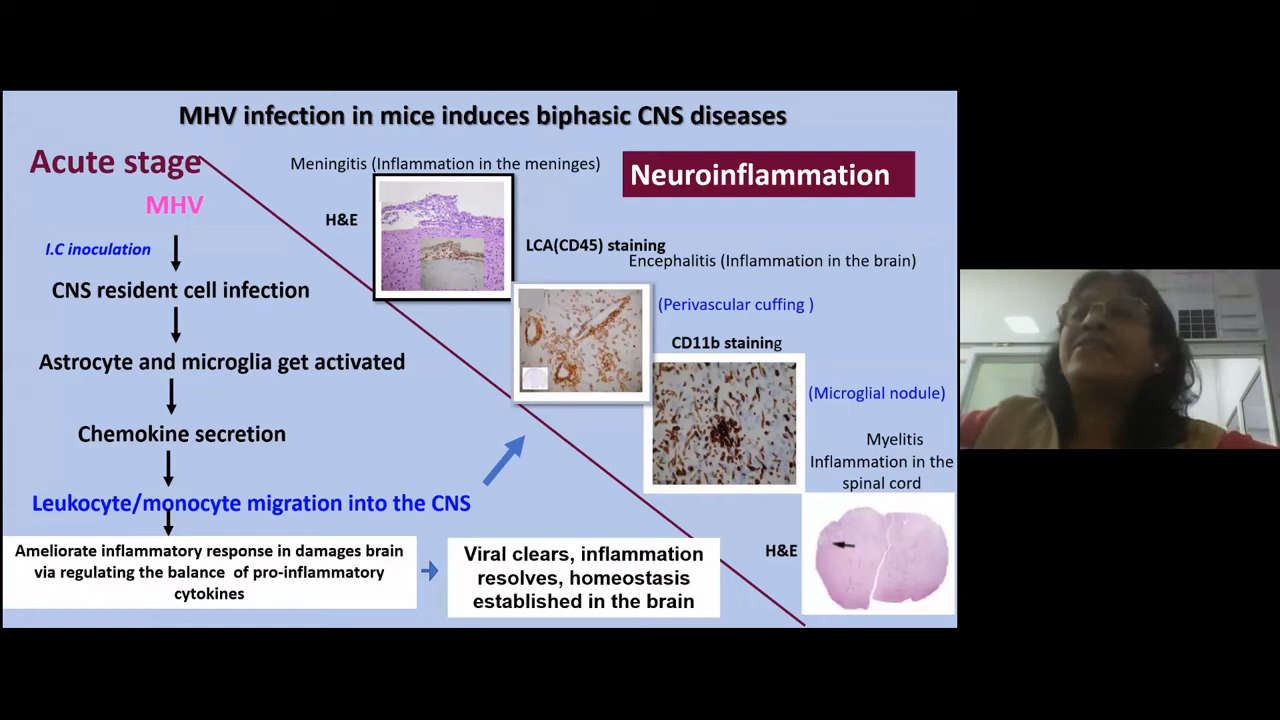 MHV infection in mice induces biphasic CNS diseases
Acute stage
MHV
I.C inoculation
CNS resident cell infection
Astrocyte and microglia get activated
Chemokine secretion
Leukocyte/monocyte migration into the CNS
Ameliorate inflammatory response in damages brain
via regulating the balance of pro-inflammatory
cytokines
Viral clears, inflammation
resolves, homeostasis
established in the brain
Meningitis (Inflammation in the meninges)
Neuroinflammation
H&E
LCA(CD45) staining
Encephalitis (Inflammation in the brain)
(Perivascular cuffing )
CD11b staining
(Microglial nodule)
Myelitis
Inflammation in the
spinal cord
H&E